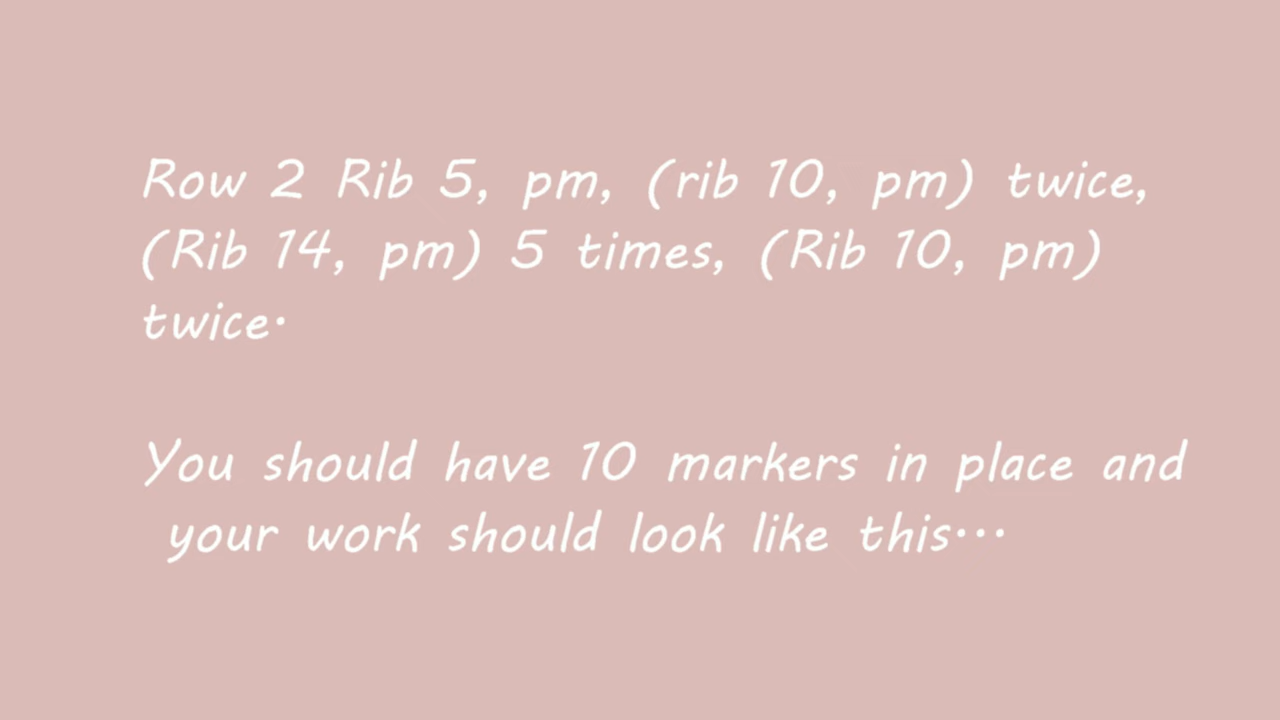 Row 2 Rib 5, pm, (rib 10, pm) twice,
(Rib 14, pm) 5 times, (Rib 10, pm)
twice.
You should have 10 markers in place and
your work should look like this...